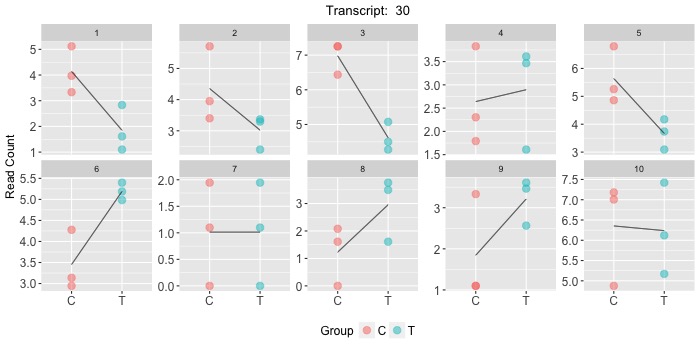 Transcript: 30
1 2 3 4 5
5 4 3 2 1
5 4 3
7 6 5
3.5 3.0 2.5 2.0 1.5
6 5 4 3
Read Count
6 7 8 9 10
5.5 5.0 4.5 4.0 3.5 3.0
2.0 1.5 1.0 0.5 0.0
3 2 1 0
3 2 1
7.5 7.0 6.5 6.0 5.5 5.0
C T C T C T C T C T
Group C T